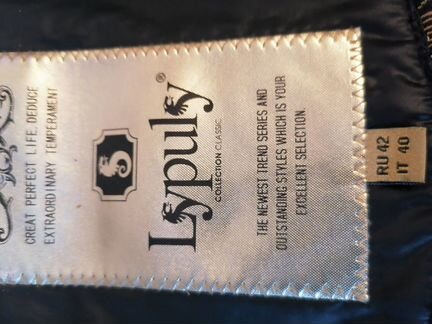 CREAT PERFECT LIFE, DEDUCE
EXTRAORDINARY TEMPERAMENT
Lypuly®
COLLECTION CLASSIC
THE NEWEST TREND SERIES AND
OUTSTANDING STYLES WHICH IS YOUR
EXCELLENT SELECTION.
RU 42
IT 40